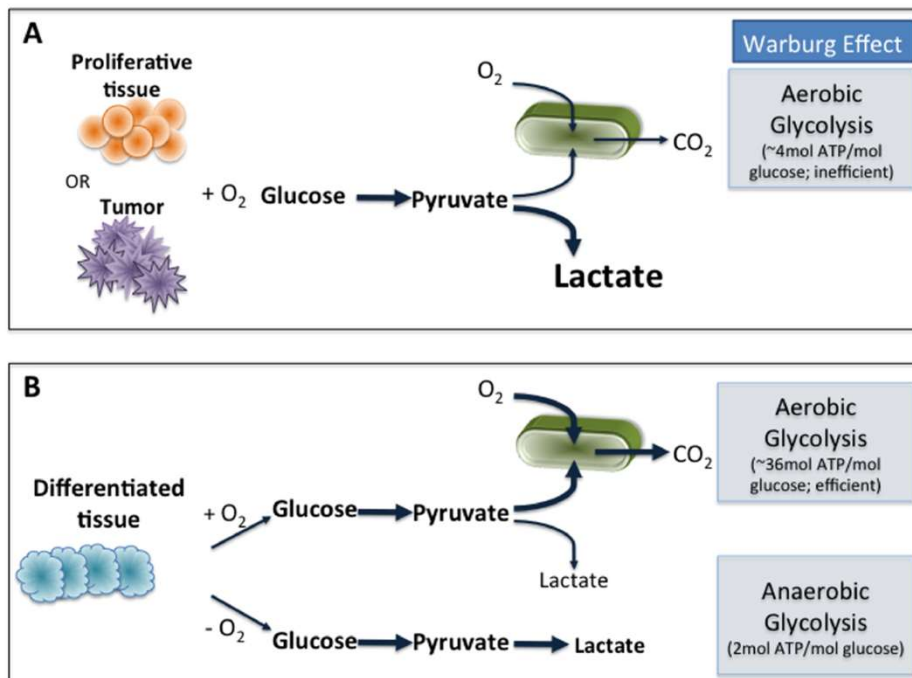 A
Warburg Effect
Proliferative
tissue
OR
Tumor
+ O₂ Glucose
Pyruvate
O₂
CO₂
Lactate
Aerobic
Glycolysis
(~4mol ATP/mol
glucose; inefficient)
B
Differentiated
tissue
+ O₂
Glucose
Pyruvate
O₂
CO₂
Lactate
Aerobic
Glycolysis
(~36mol ATP/mol
glucose; efficient)
- O₂
Glucose
Pyruvate
Lactate
Anaerobic
Glycolysis
(2mol ATP/mol glucose)